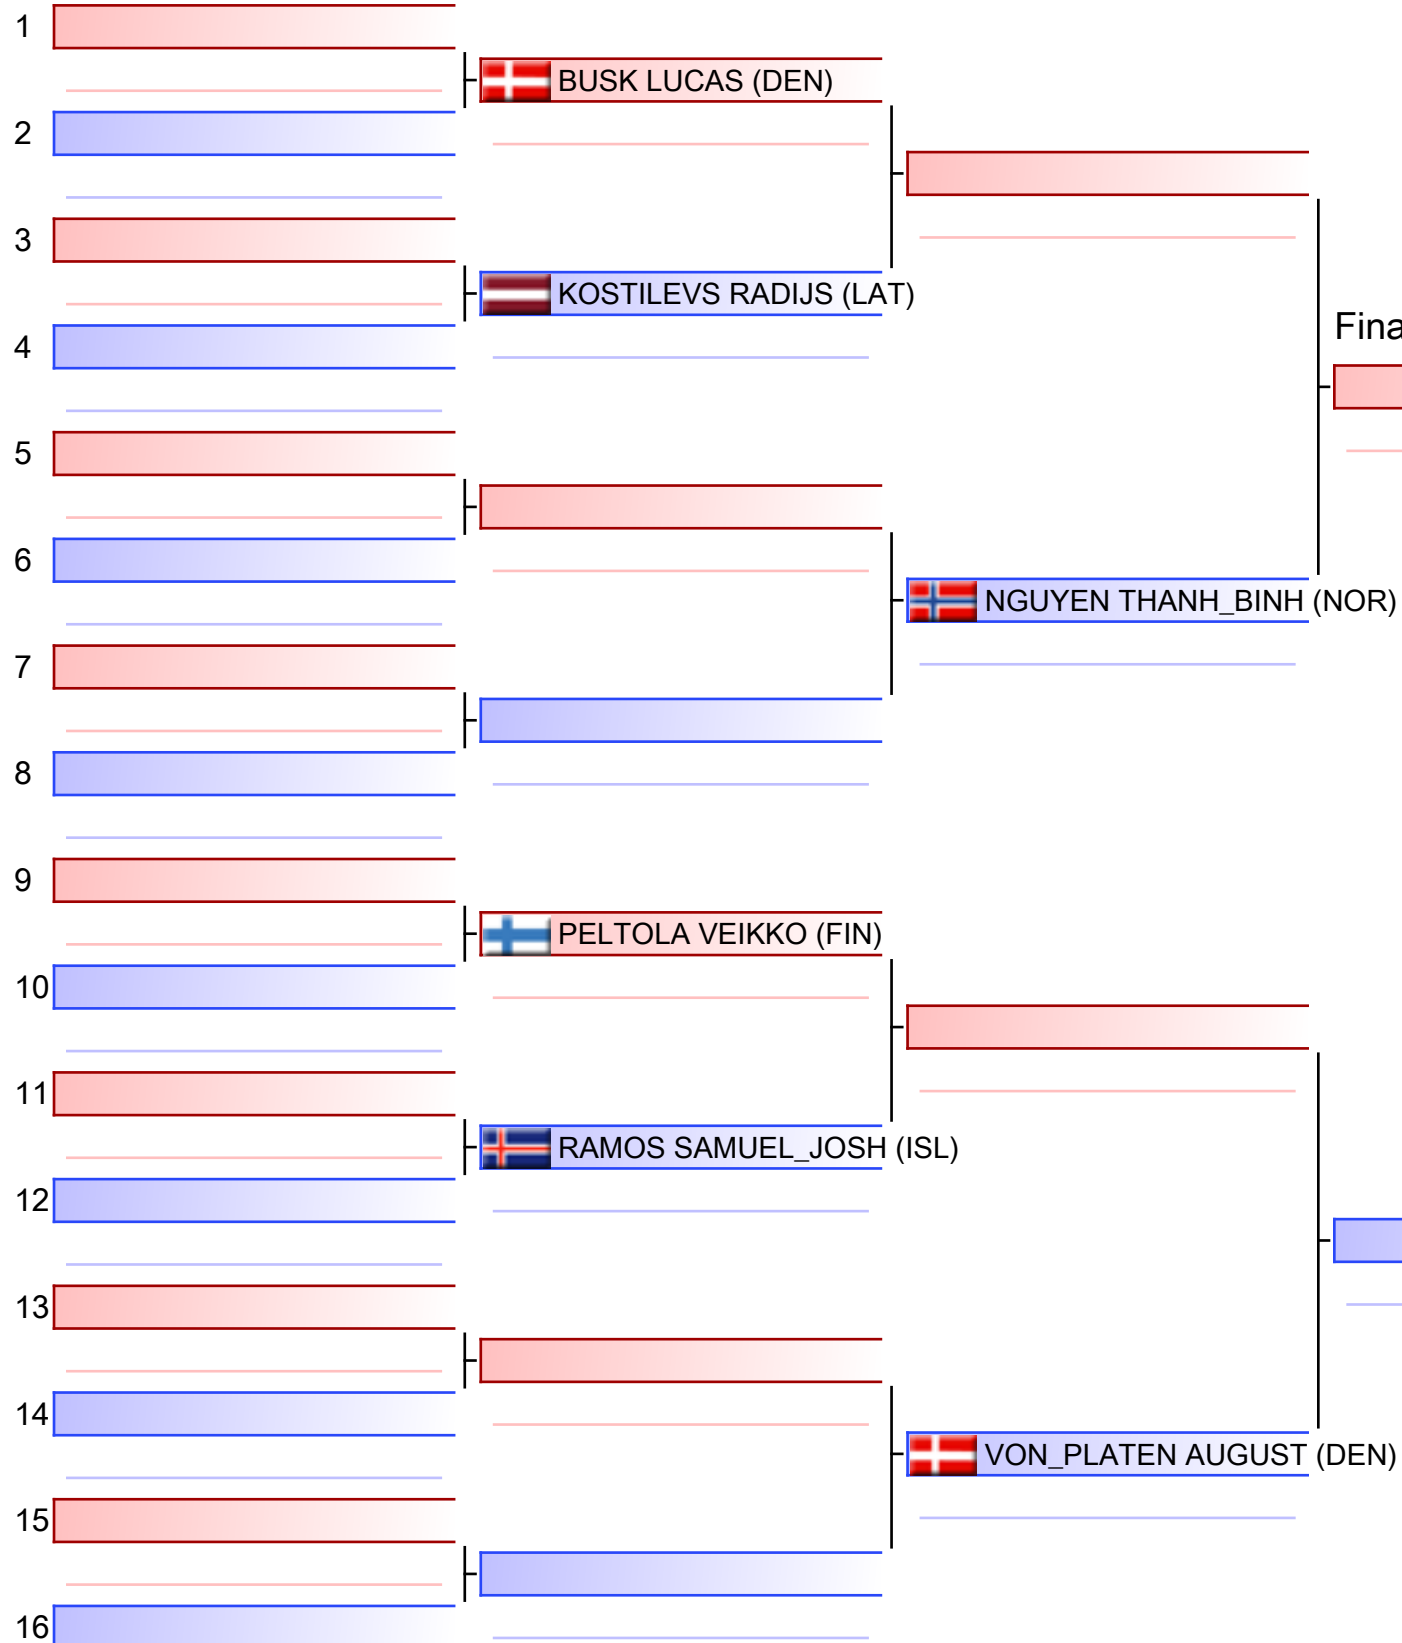 1
BUSK LUCAS (DEN)
2
3
KOSTILEVS RADIJS (LAT)
4
Fina
5
6
NGUYEN THANH_BINH (NOR)
7
8
9
PELTOLA VEIKKO (FIN)
10
11
RAMOS SAMUEL_JOSH (ISL)
12
13
14
VON_PLATEN AUGUST (DEN)
15
16